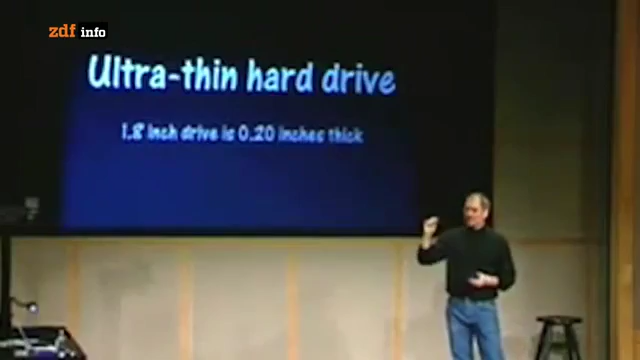 zdf info
Ultra-thin hard drive
1.8 inch drive is 0.20 inches thick